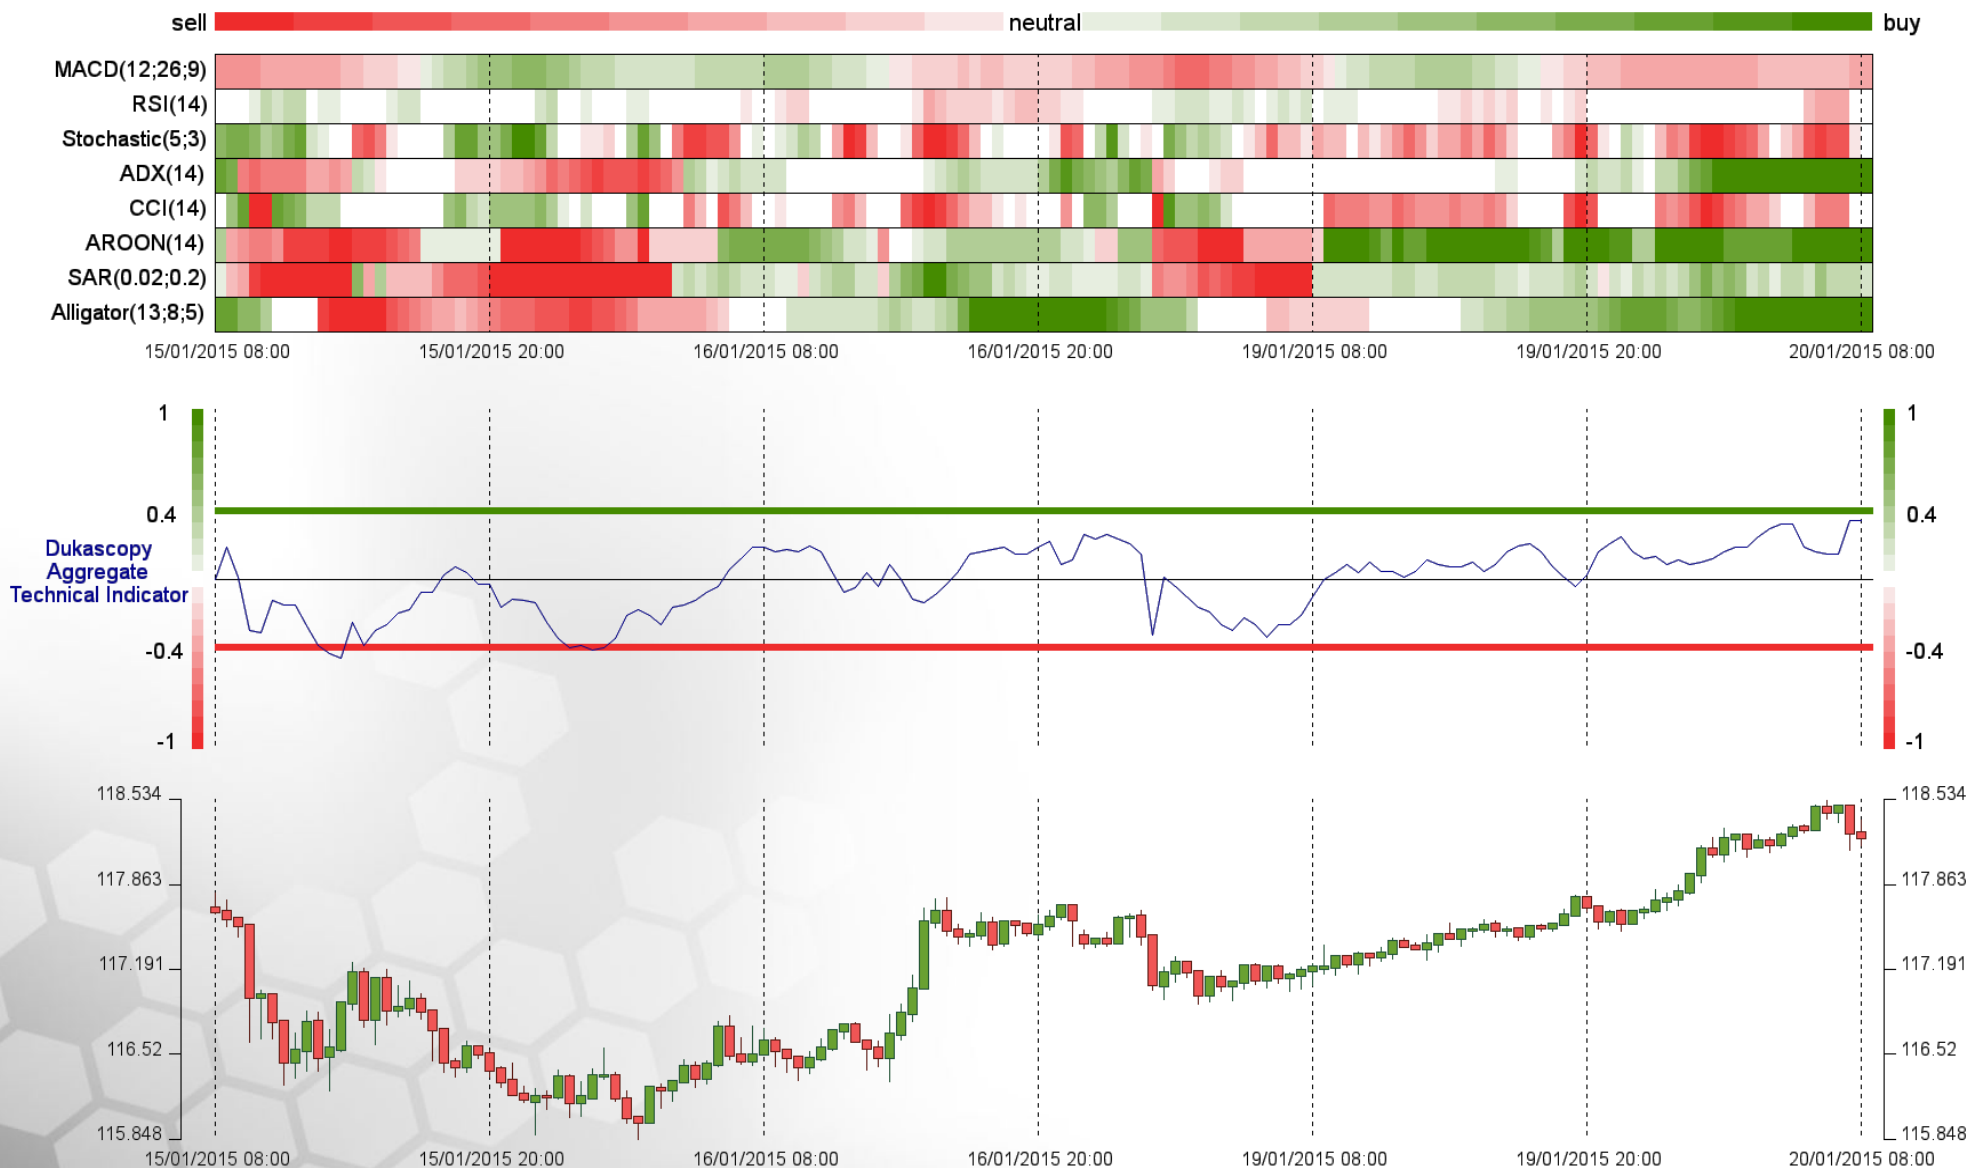 sell neutral buy
MACD(12;26;9)
RSI(14)
Stochastic(5;3)
ADX(14)
CCI(14)
AROON(14)
SAR(0.02;0.2)
Alligator(13;8;5)
15/01/2015 08:00 15/01/2015 20:00 16/01/2015 08:00 16/01/2015 20:00 19/01/2015 08:00 19/01/2015 20:00 20/01/2015 08:00
1 1
0.4 0.4
Dukascopy
Aggregate
Technical Indicator
-0.4 -0.4
-1 -1
118.534 118.534
117.863 117.863
117.191 117.191
116.52 116.52
115.848 115.848
15/01/2015 08:00 15/01/2015 20:00 16/01/2015 08:00 16/01/2015 20:00 19/01/2015 08:00 19/01/2015 20:00 20/01/2015 08:00